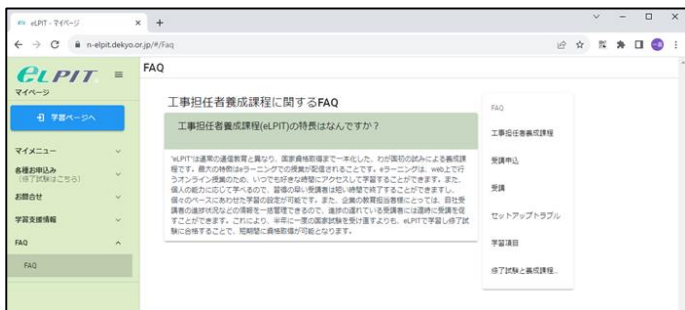 eLPIT - マイページ
n-elpit.dekyo.or.jp/#/Faq
eLPIT
マイページ
学習ページへ
マイメニュー
各種お申込み
(修了試験はこちら)
お問合せ
学習支援情報
FAQ
FAQ
FAQ
工事担任者養成課程に関するFAQ
工事担任者養成課程(eLPIT)の特長はなんですか?
"eLPIT"は通常の通信教育と異なり、国家資格取得まで一本化した、わが国初の試みによる養成課
程です。最大の特徴はeラーニングでの授業が配信されることです。eラーニングは、web上で行
うオンライン授業のため、いつでも好きな時間にアクセスして学習することができます。また、
個人の能力に応じて学べるので、習得の早い受講者は短い時間で終了することができますし、
個々のペースにあわせた学習の設定が可能です。また、企業の教育担当者様にとっては、自社受
講者の進捗状況などの情報を一括管理できるので、進捗の遅れている受講者には適時に受講を促
すことができます。これにより、半年に一度の国家試験を受け直すよりも、eLPITで学習し修了試
験に合格することで、短期間に資格取得が可能となります。
FAQ
工事担任者養成課程
受講申込
受講
セットアップトラブル
学習項目
修了試験と養成課程...